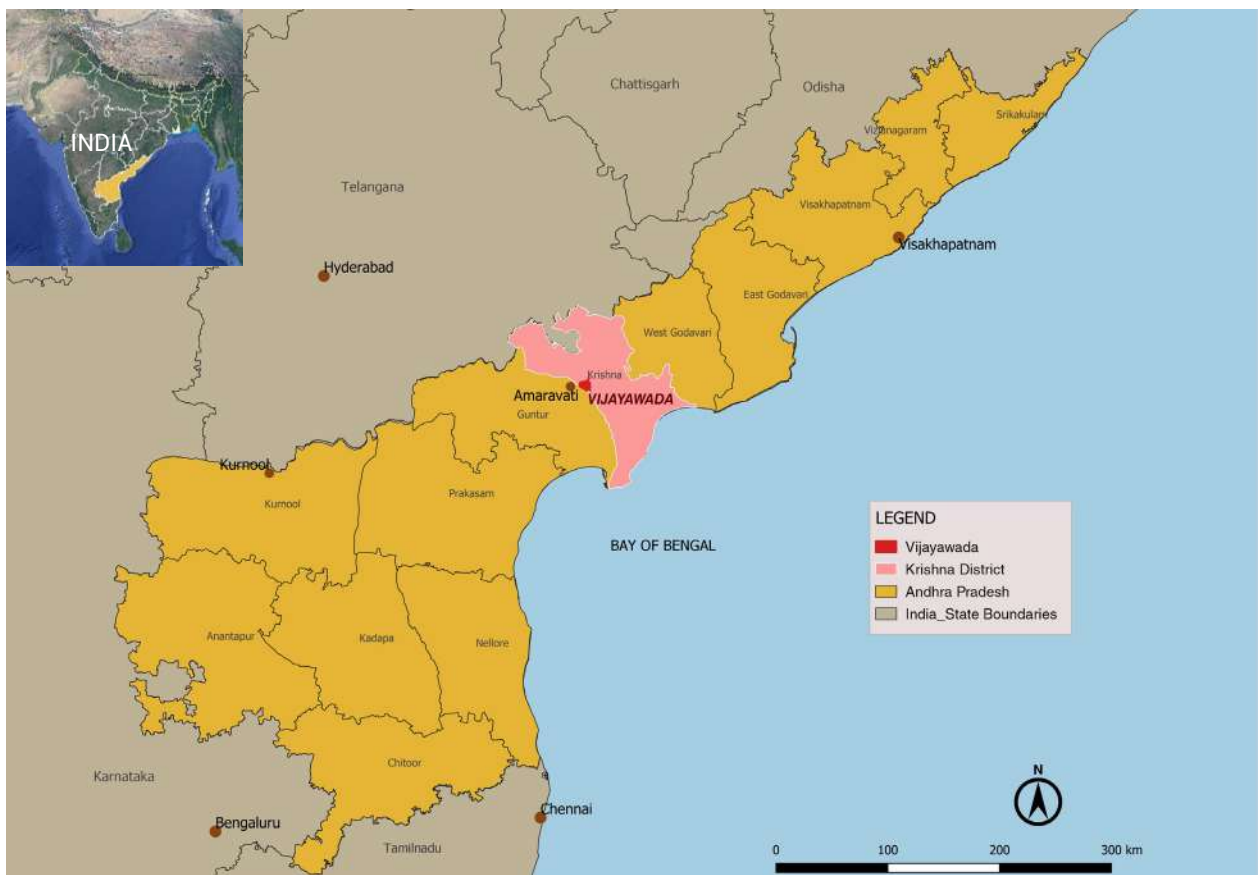 INDIA
Chattisgarh
Odisha
Srikakulam
Vizianagaram
Telangana
Visakhapatnam
Visakhapatnam
Hyderabad
East Godavari
West Godavari
Krishna
Amaravati
VIJAYAWADA
Guntur
Kurnool
Prakasam
Kurnool
BAY OF BENGAL
LEGEND
Vijayawada
Krishna District
Andhra Pradesh
India_State Boundaries
Anantapur
Kadapa
Nellore
Chitoor
Karnataka
Bengaluru
Chennai
Tamilnadu
N
0 100 200 300 km